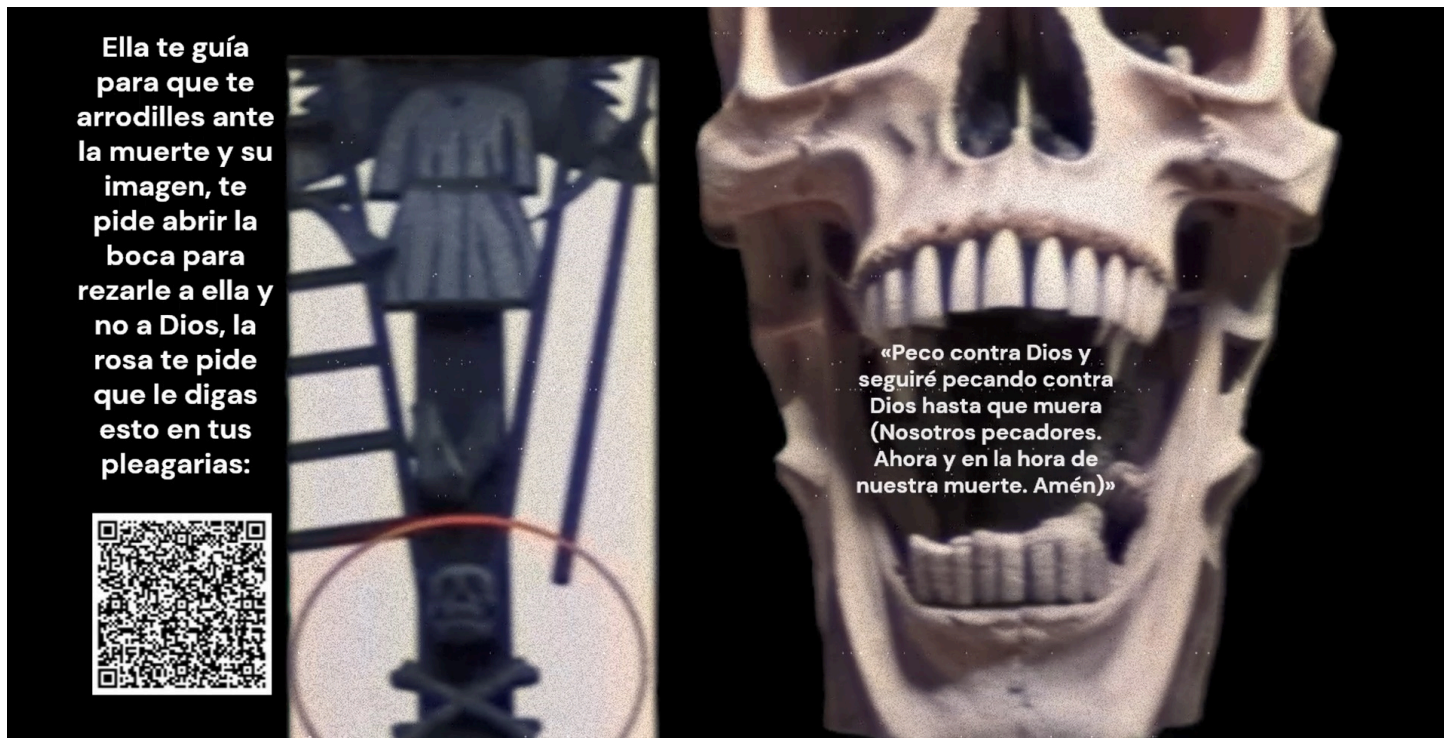 Ella te guía
para que te
arrodilles ante
la muerte y su
imagen, te
pide abrir la
boca para
rezarle a ella y
no a Dios, la
rosa te pide
que le digas
esto en tus
pleagarias:
«Peco contra Dios y
seguiré pecando contra
Dios hasta que muera
(Nosotros pecadores.
Ahora y en la hora de
nuestra muerte. Amén)»